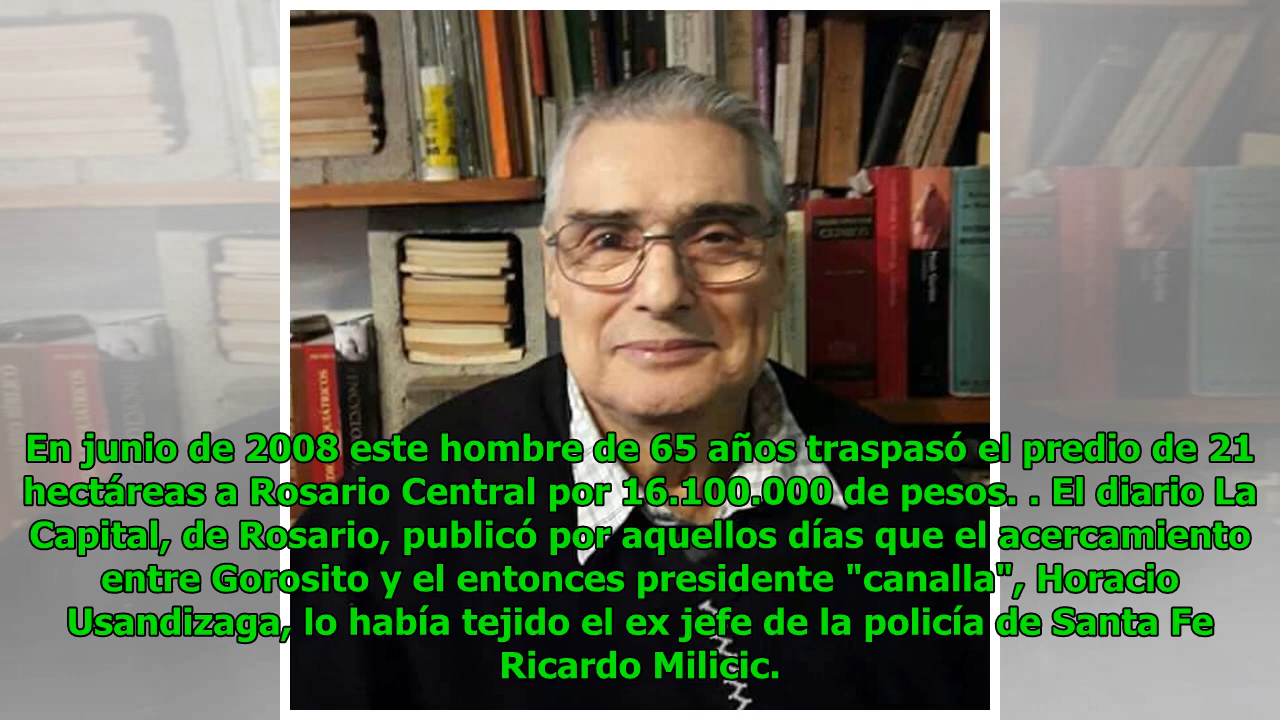 CLINICO
En junio de 2008 este hombre de 65 años traspasó el predio de 21
hectáreas a Rosario Central por 16.100.000 de pesos. . El diario La
Capital, de Rosario, publicó por aquellos días que el acercamiento
entre Gorosito y el entonces presidente "canalla", Horacio
Usandizaga, lo había tejido el ex jefe de la policía de Santa Fe
Ricardo Milicic.